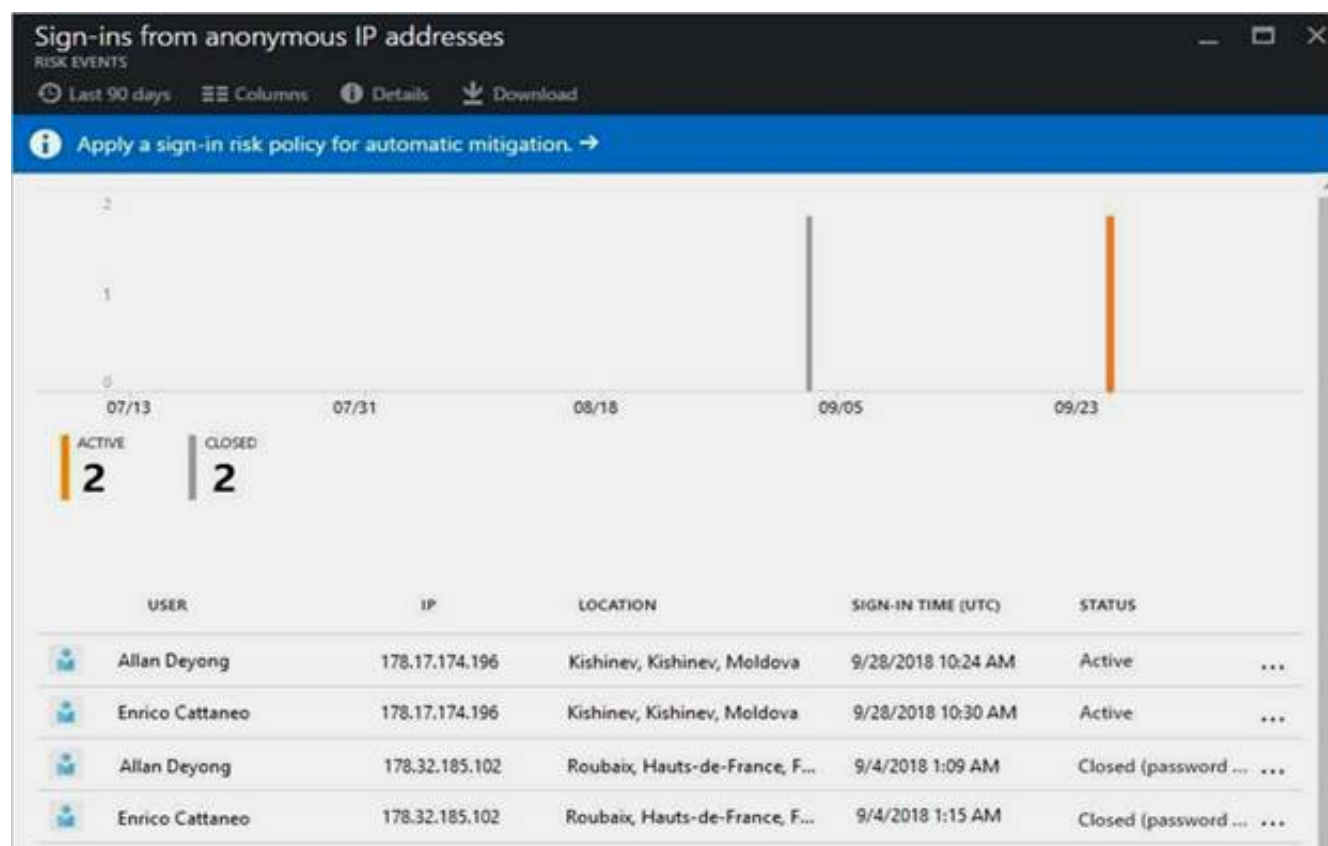 Sign-ins from anonymous IP addresses
RISK EVENTS
Last 90 days Columns Details Download
Apply a sign-in risk policy for automatic mitigation. →
2
1
0
07/13 07/31 08/18 09/05 09/23
ACTIVE CLOSED
2 2
USER IP LOCATION SIGN-IN TIME (UTC) STATUS
Allan Deyong 178.17.174.196 Kishinev, Kishinev, Moldova 9/28/2018 10:24 AM Active ...
Enrico Cattaneo 178.17.174.196 Kishinev, Kishinev, Moldova 9/28/2018 10:30 AM Active ...
Allan Deyong 178.32.185.102 Roubaix, Hauts-de-France, F... 9/4/2018 1:09 AM Closed (password ... ...
Enrico Cattaneo 178.32.185.102 Roubaix, Hauts-de-France, F... 9/4/2018 1:15 AM Closed (password ... ...